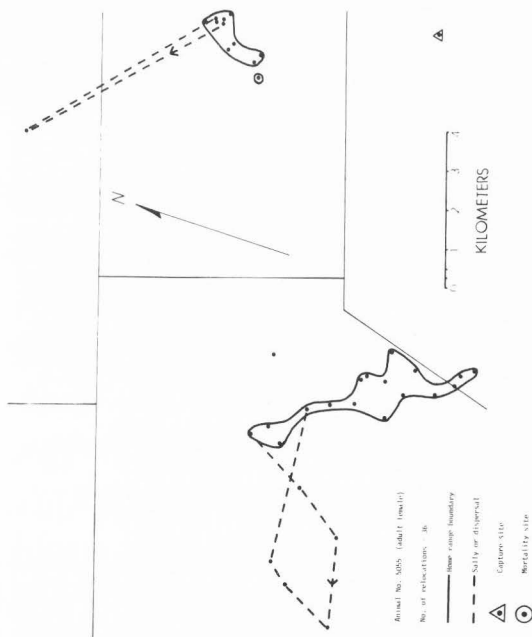 N
0 1 2 3 4
KILOMETERS
Animal No. 5055 (adult female)
No. of relocations - 36
Home range boundary
Sally or dispersal
Capture site
Mortality site